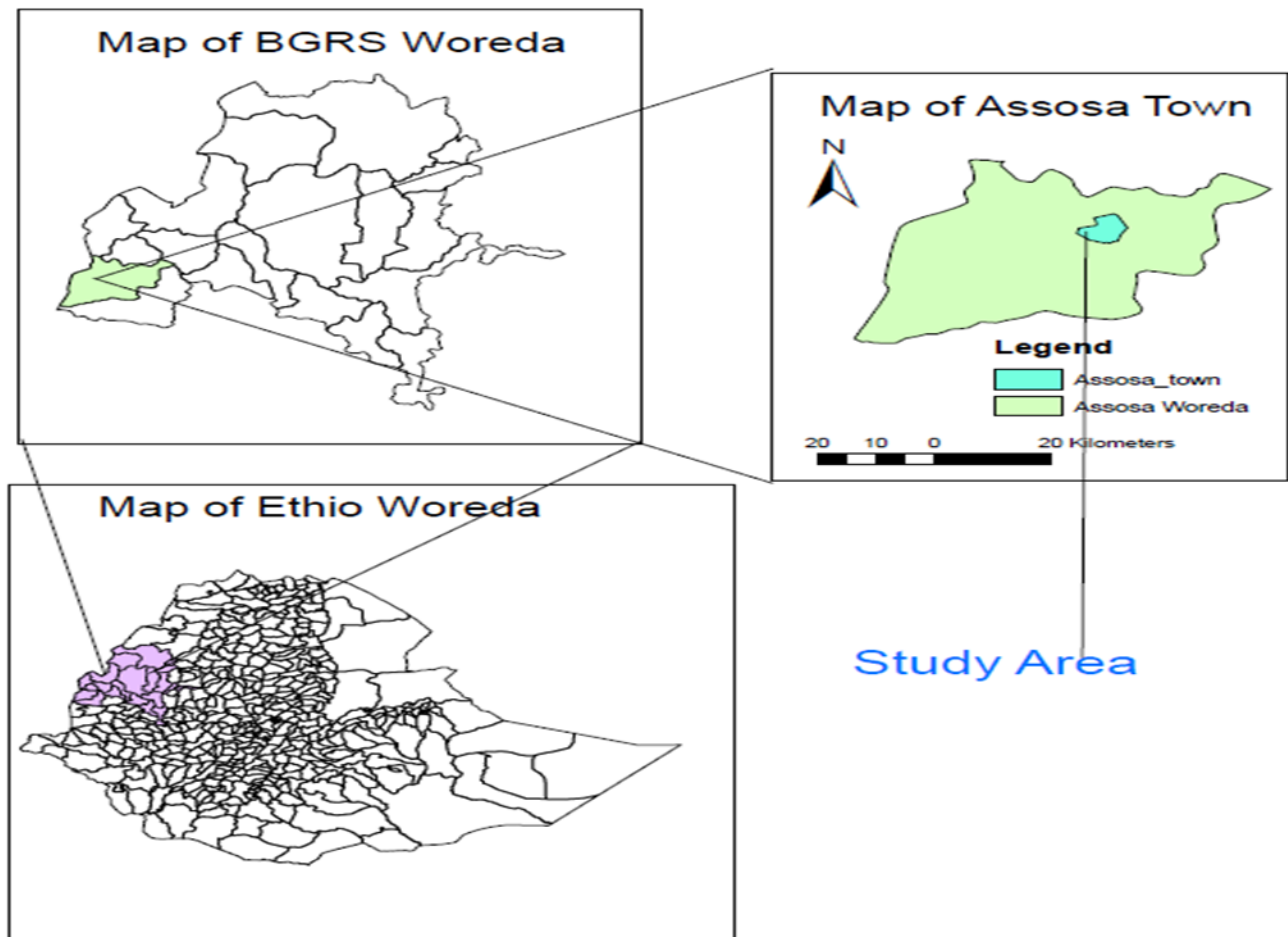 Map of BGRS Woreda
Map of Assosa Town
N
Legend
Assosa_town
Assosa Woreda
20 10 0 20 Kilometers
Map of Ethio Woreda
Study Area